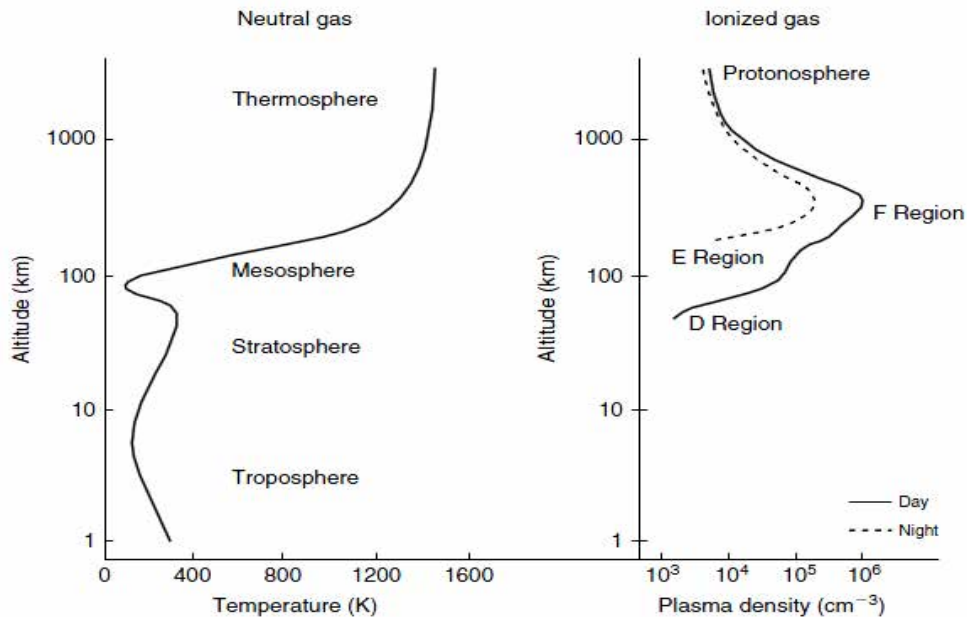 Neutral gas
Ionized gas
Thermosphere
Protonosphere
1000
1000
F Region
Mesosphere
E Region
100
100
D Region
Altitude (km)
Altitude (km)
Stratosphere
10
10
Troposphere
Day
Night
1
1
0 400 800 1200 1600
10³ 10⁴ 10⁵ 10⁶
Temperature (K)
Plasma density (cm⁻³)